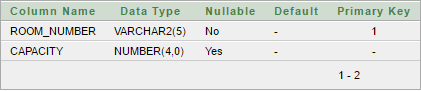 Column Name Data Type Nullable Default Primary Key
ROOM_NUMBER VARCHAR2(5) No - 1
CAPACITY NUMBER(4,0) Yes - -
1 - 2